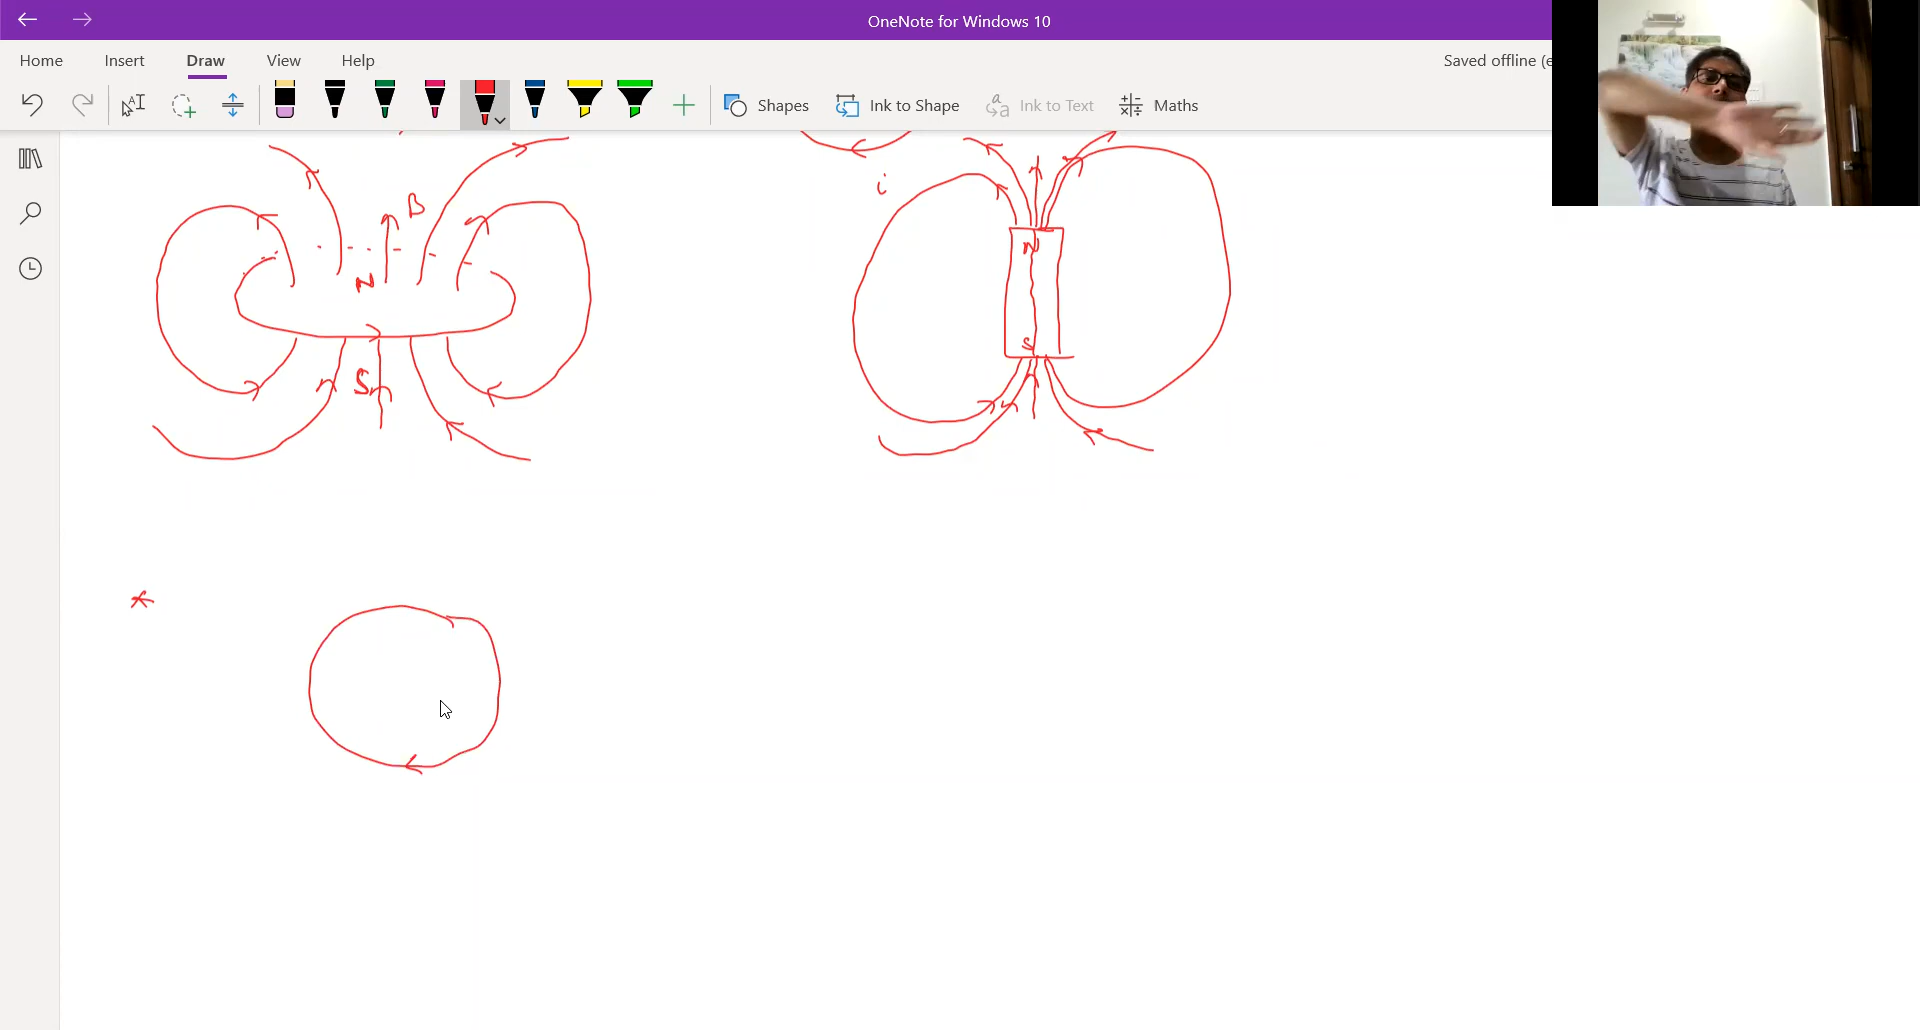 OneNote for Windows 10
Home Insert Draw View Help
Saved offline (e
Shapes Ink to Shape Ink to Text Maths
B
i
N
N
S
S
*